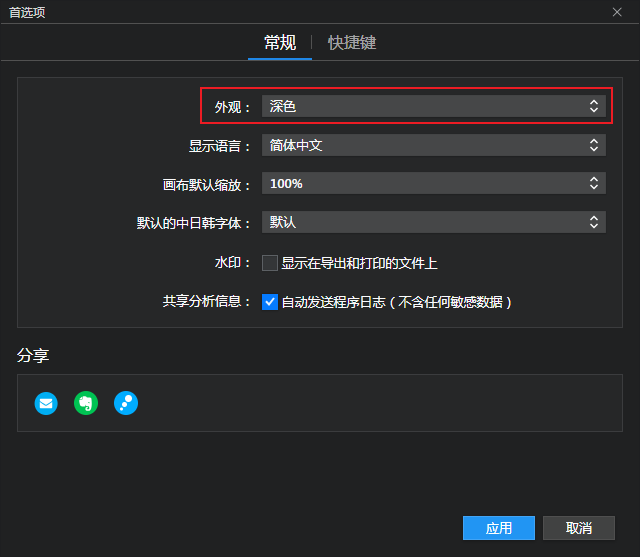 首选项
常规 快捷键
外观： 深色
显示语言： 简体中文
画布默认缩放： 100%
默认的中日韩字体： 默认
水印： 显示在导出和打印的文件上
共享分析信息： 自动发送程序日志（不含任何敏感数据）
分享
应用 取消